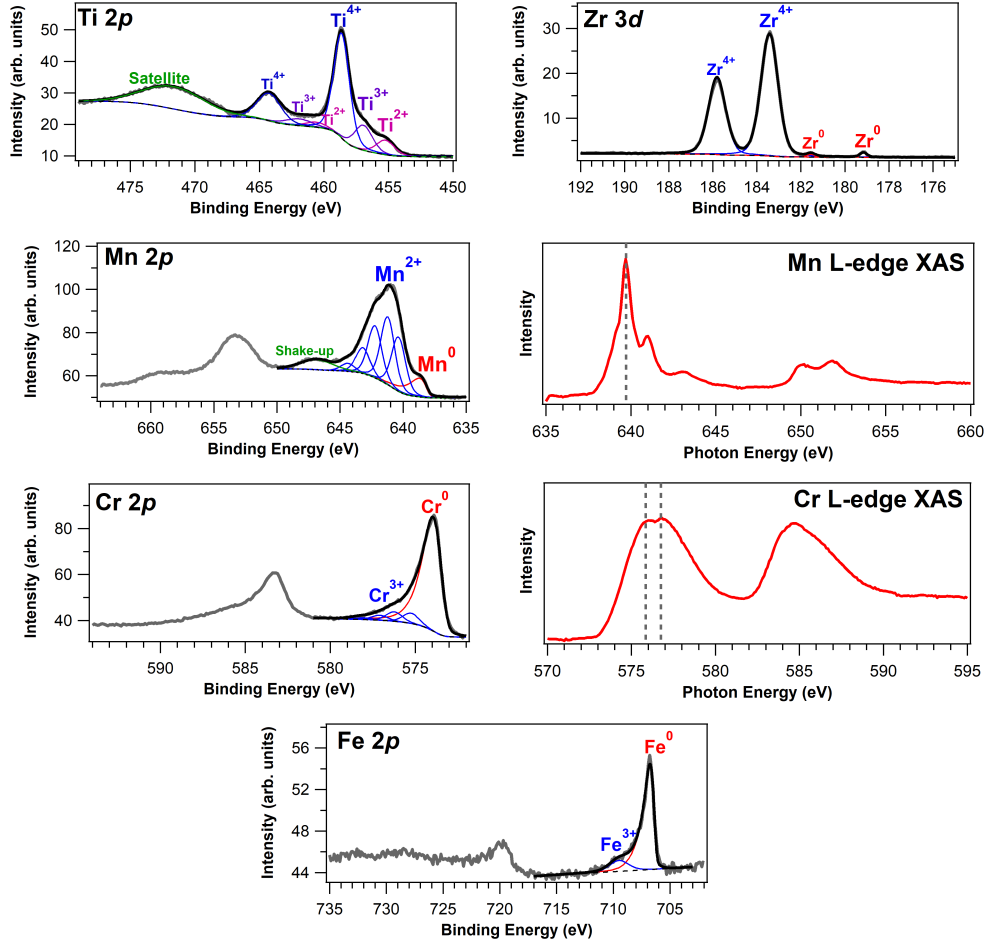 Ti 2p
Intensity (arb. units)
50
40
30
20
10
Satellite
Ti4+
Ti3+
Ti2+
Ti4+
Ti3+
Ti2+
475
470
465
460
455
450
Binding Energy (eV)
Zr 3d
Intensity (arb. units)
30
20
10
Zr4+
Zr4+
Zr0
Zr0
192
190
188
186
184
182
180
178
176
Binding Energy (eV)
Mn 2p
Intensity (arb. units)
120
100
80
60
Shake-up
Mn2+
Mn0
660
655
650
645
640
635
Binding Energy (eV)
Mn L-edge XAS
Intensity
635
640
645
650
655
660
Photon Energy (eV)
Cr 2p
Intensity (arb. units)
80
60
40
Cr3+
Cr0
590
585
580
575
Binding Energy (eV)
Cr L-edge XAS
Intensity
570
575
580
585
590
595
Photon Energy (eV)
Fe 2p
Intensity (arb. units)
56
52
48
44
Fe3+
Fe0
735
730
725
720
715
710
705
Binding Energy (eV)